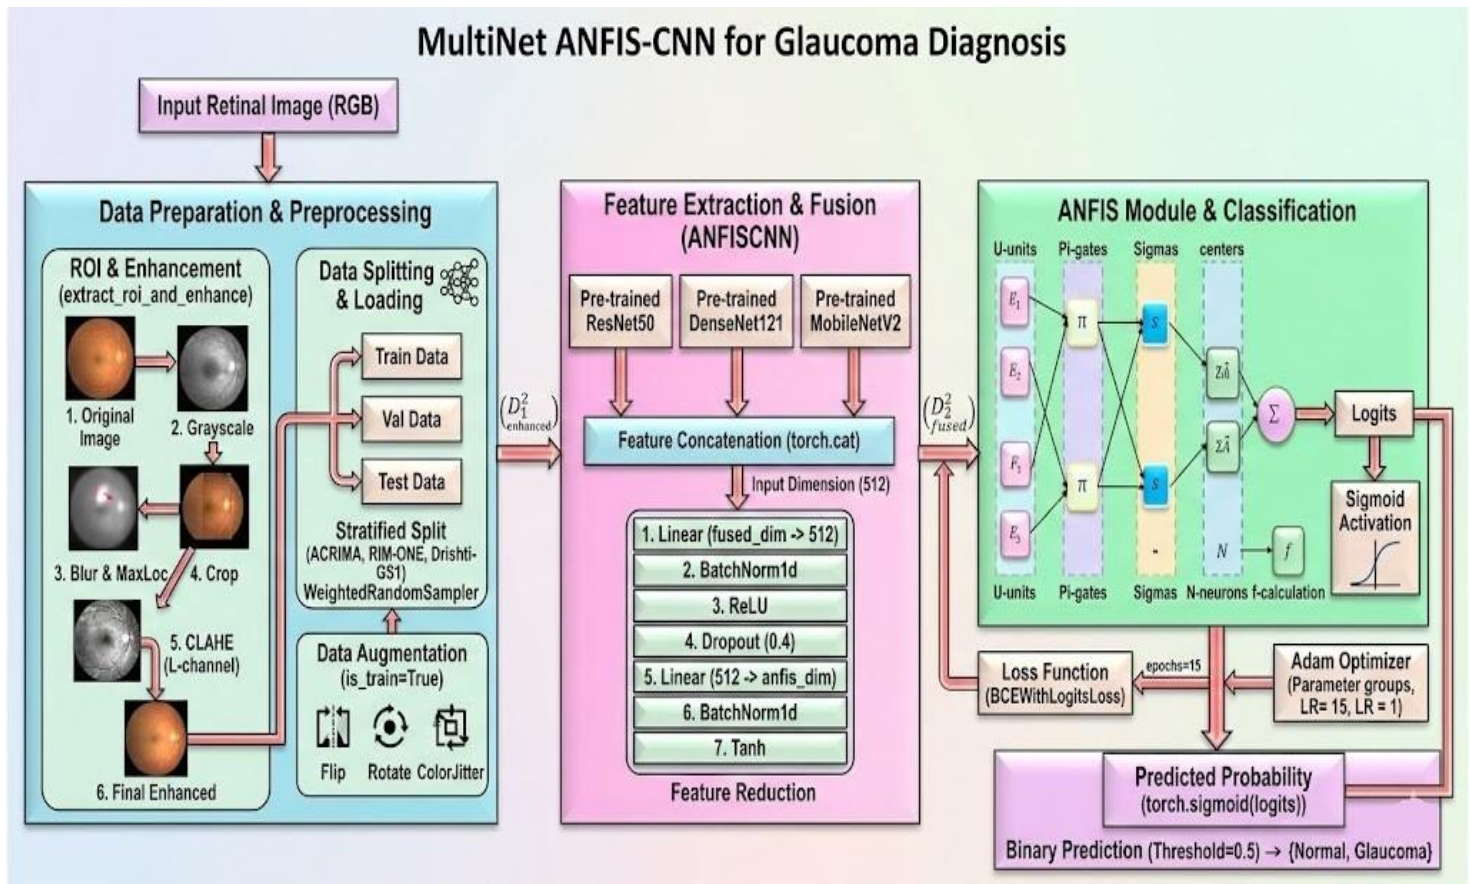 MultiNet ANFIS-CNN for Glaucoma Diagnosis
Input Retinal Image (RGB)
Data Preparation & Preprocessing
ROI & Enhancement
(extract_roi_and_enhance)
1. Original
Image
2. Grayscale
3. Blur & MaxLoc
4. Crop
5. CLAHE
(L-channel)
6. Final Enhanced
Data Splitting
& Loading
Train Data
Val Data
Test Data
Stratified Split
(ACRIMA, RIM-ONE, Drishti-
GS1)
WeightedRandomSampler
Data Augmentation
(is_train=True)
Flip
Rotate
ColorJitter
(D₁²
enhanced)
Feature Extraction & Fusion
(ANFISCNN)
Pre-trained
ResNet50
Pre-trained
DenseNet121
Pre-trained
MobileNetV2
Feature Concatenation (torch.cat)
Input Dimension (512)
1. Linear (fused_dim -> 512)
2. BatchNorm1d
3. ReLU
4. Dropout (0.4)
5. Linear (512 -> anfis_dim)
6. BatchNorm1d
7. Tanh
Feature Reduction
(D₂²
fused)
ANFIS Module & Classification
U-units
Pi-gates
Sigmas
centers
E₁
E₂
E₃
π
π
S
S
Σ
N
f
U-units
Pi-gates
Sigmas
N-neurons
f-calculation
Logits
Sigmoid
Activation
Loss Function
(BCEWithLogitsLoss)
epochs=15
Adam Optimizer
(Parameter groups,
LR= 15, LR = 1)
Predicted Probability
(torch.sigmoid(logits))
Binary Prediction (Threshold=0.5) → {Normal, Glaucoma}